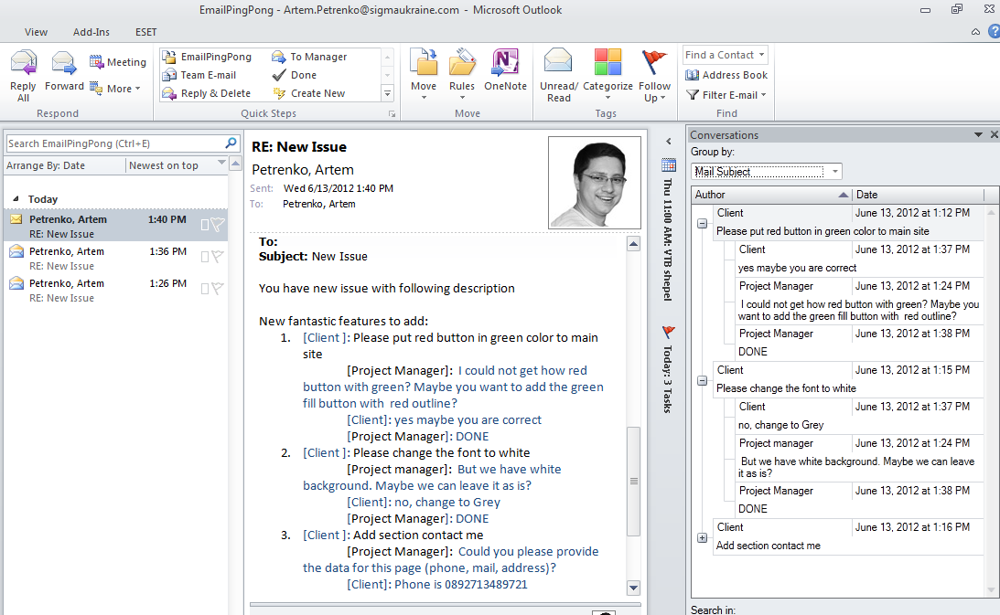 EmailPingPong - Artem.Petrenko@sigmaukraine.com - Microsoft Outlook
View Add-Ins ESET
Reply All
Forward
Meeting
More
Respond
EmailPingPong
Team E-mail
Reply & Delete
To Manager
Done
Create New
Quick Steps
Move
Rules
OneNote
Move
Unread/ Read
Categorize
Follow Up
Tags
Find a Contact
Address Book
Filter E-mail
Find
Search EmailPingPong (Ctrl+E)
Arrange By: Date Newest on top
Today
Petrenko, Artem 1:40 PM
RE: New Issue
Petrenko, Artem 1:36 PM
RE: New Issue
Petrenko, Artem 1:26 PM
RE: New Issue
RE: New Issue
Petrenko, Artem
Sent: Wed 6/13/2012 1:40 PM
To: Petrenko, Artem
To:
Subject: New Issue
You have new issue with following description
New fantastic features to add:
1. [Client ]: Please put red button in green color to main
site
[Project Manager]: I could not get how red
button with green? Maybe you want to add the green
fill button with red outline?
[Client]: yes maybe you are correct
[Project Manager]: DONE
2. [Client ]: Please change the font to white
[Project manager]: But we have white
background. Maybe we can leave it as is?
[Client]: no, change to Grey
[Project Manager]: DONE
3. [Client ]: Add section contact me
[Project Manager]: Could you please provide
the data for this page (phone, mail, address)?
[Client]: Phone is 0892713489721
Thu 11:00 AM: VTB shepel
Today: 3 Tasks
Conversations
Group by:
Mail Subject
Author Date
Client June 13, 2012 at 1:12 PM
Please put red button in green color to main site
Client June 13, 2012 at 1:37 PM
yes maybe you are correct
Project Manager June 13, 2012 at 1:24 PM
I could not get how red button with green? Maybe you
want to add the green fill button with red outline?
Project Manager June 13, 2012 at 1:38 PM
DONE
Client June 13, 2012 at 1:15 PM
Please change the font to white
Client June 13, 2012 at 1:37 PM
no, change to Grey
Project manager June 13, 2012 at 1:24 PM
But we have white background. Maybe we can leave
it as is?
Project Manager June 13, 2012 at 1:38 PM
DONE
Client June 13, 2012 at 1:16 PM
Add section contact me
Search in: